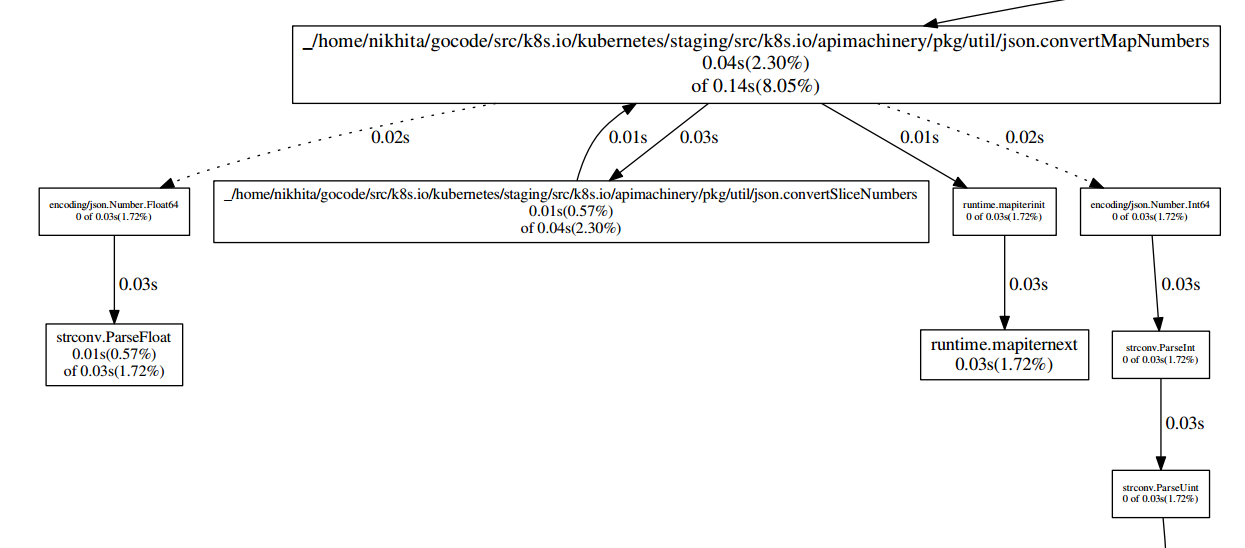 _/home/nikhita/gocode/src/k8s.io/kubernetes/staging/src/k8s.io/apimachinery/pkg/util/json.convertMapNumbers
0.04s(2.30%)
of 0.14s(8.05%)
0.02s
0.01s
0.03s
0.01s
0.02s
encoding/json.Number.Float64
0 of 0.03s(1.72%)
_/home/nikhita/gocode/src/k8s.io/kubernetes/staging/src/k8s.io/apimachinery/pkg/util/json.convertSliceNumbers
0.01s(0.57%)
of 0.04s(2.30%)
runtime.mapiterinit
0 of 0.03s(1.72%)
encoding/json.Number.Int64
0 of 0.03s(1.72%)
0.03s
0.03s
0.03s
strconv.ParseFloat
0.01s(0.57%)
of 0.03s(1.72%)
runtime.mapiternext
0.03s(1.72%)
strconv.ParseInt
0 of 0.03s(1.72%)
0.03s
strconv.ParseUint
0 of 0.03s(1.72%)